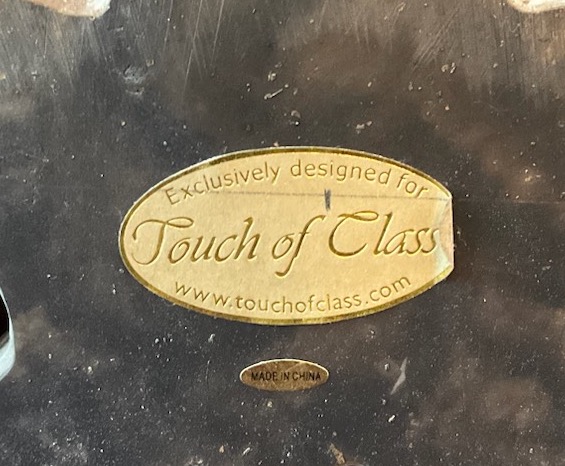 Exclusively designed for
Touch of Class
www.touchofclass.com
MADE IN CHINA